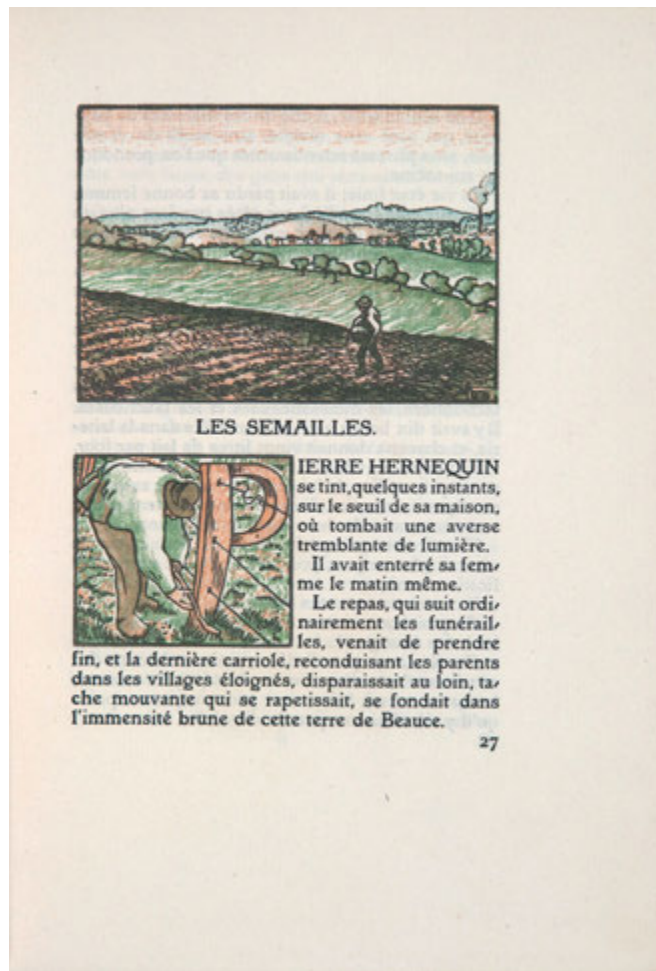 LES SEMAILLES.
PIERRE HERNEQUIN
se tint,quelques instants,
sur le seuil de sa maison,
où tombait une averse
tremblante de lumière.
Il avait enterré sa fem-
me le matin même.
Le repas, qui suit ordi-
nairement les funérail-
les, venait de prendre
fin, et la dernière carriole, reconduisant les parents
dans les villages éloignés, disparaissait au loin, ta-
che mouvante qui se rapetissait, se fondait dans
l'immensité brune de cette terre de Beauce.
27